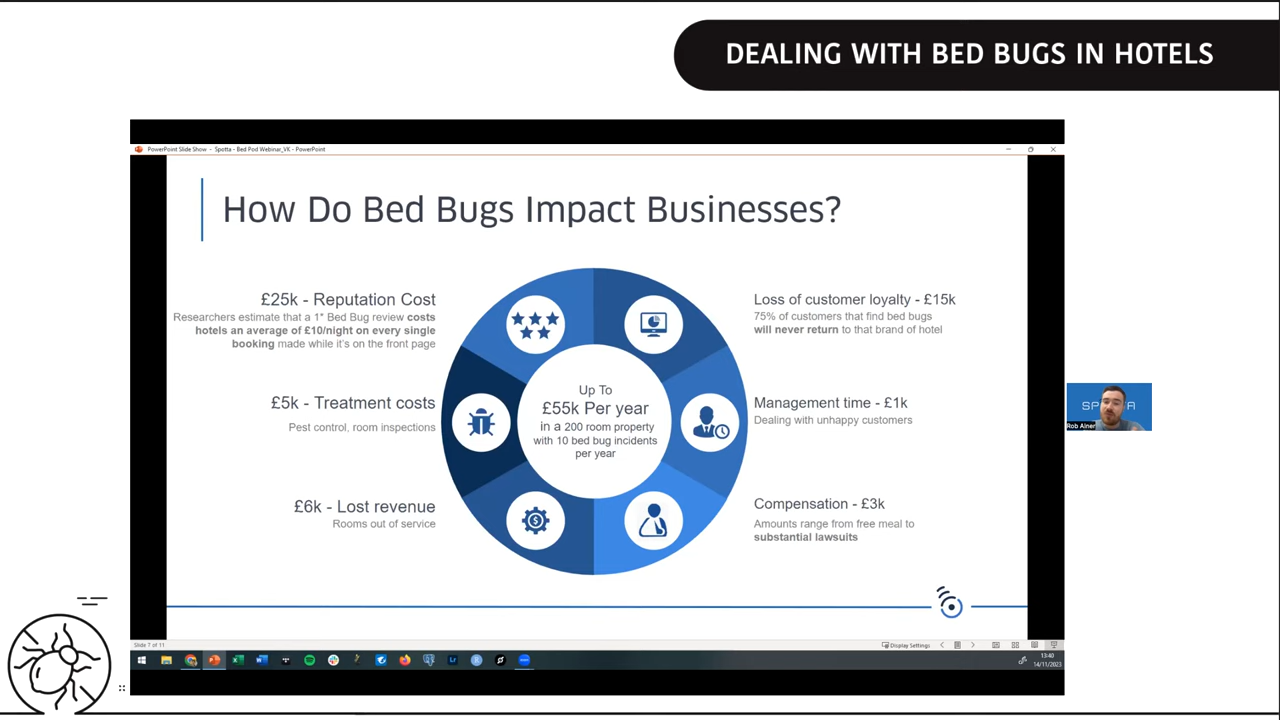 DEALING WITH BED BUGS IN HOTELS
PowerPoint Slide Show - Spotta - Bed Pod Webinar_VK - PowerPoint
How Do Bed Bugs Impact Businesses?
£25k - Reputation Cost
Researchers estimate that a 1* Bed Bug review costs
hotels an average of £10/night on every single
booking made while it's on the front page
£5k - Treatment costs
Pest control, room inspections
£6k - Lost revenue
Rooms out of service
Up To
£55k Per year
in a 200 room property
with 10 bed bug incidents
per year
Loss of customer loyalty - £15k
75% of customers that find bed bugs
will never return to that brand of hotel
Management time - £1k
Dealing with unhappy customers
Compensation - £3k
Amounts range from free meal to
substantial lawsuits
Rob Alner
Slide 7 of 11
Display Settings
13:40
14/11/2023